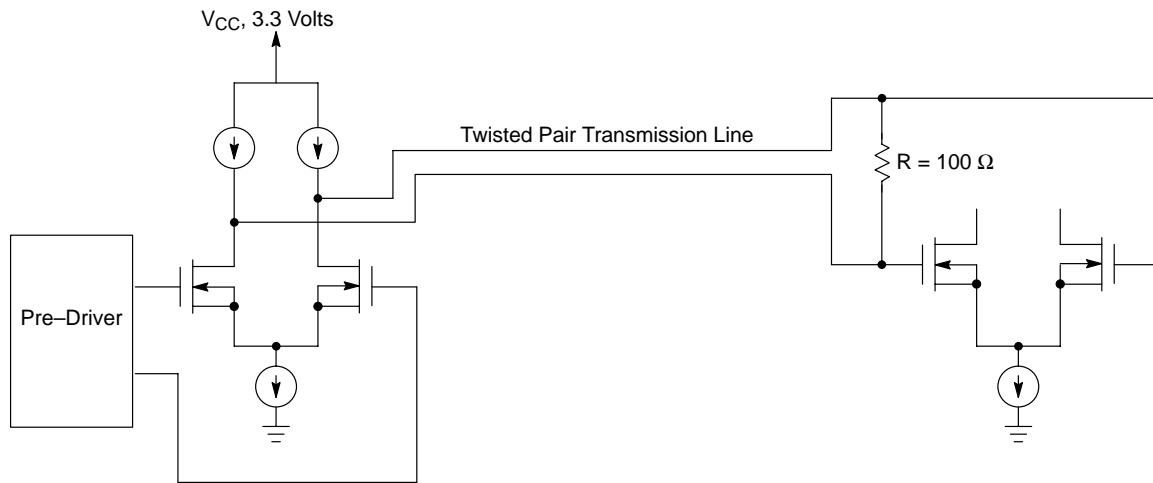 V_CC, 3.3 Volts
Twisted Pair Transmission Line
R = 100 Ω
Pre–Driver